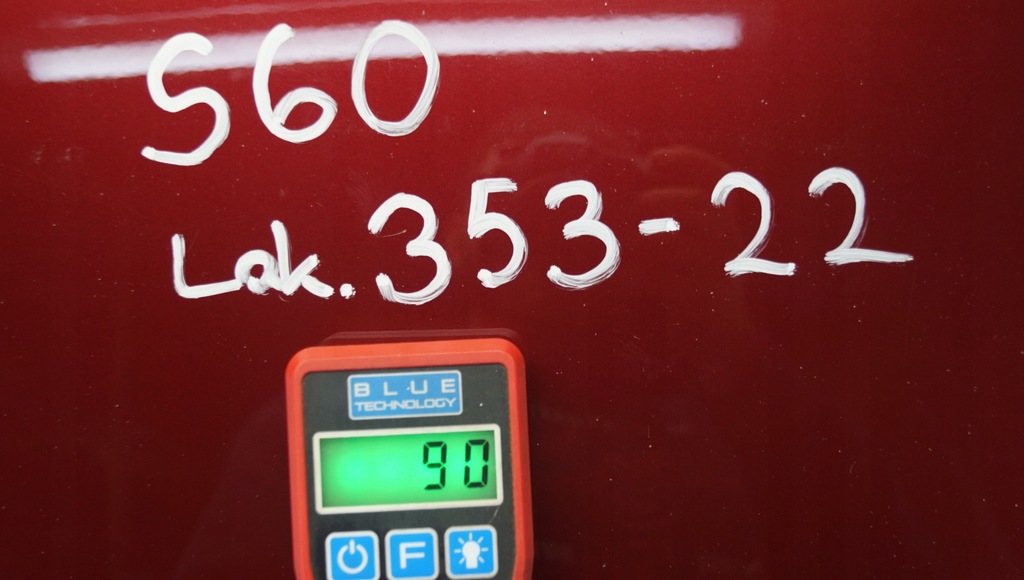 S60
Lak. 353-22
BLUE
TECHNOLOGY
90
F